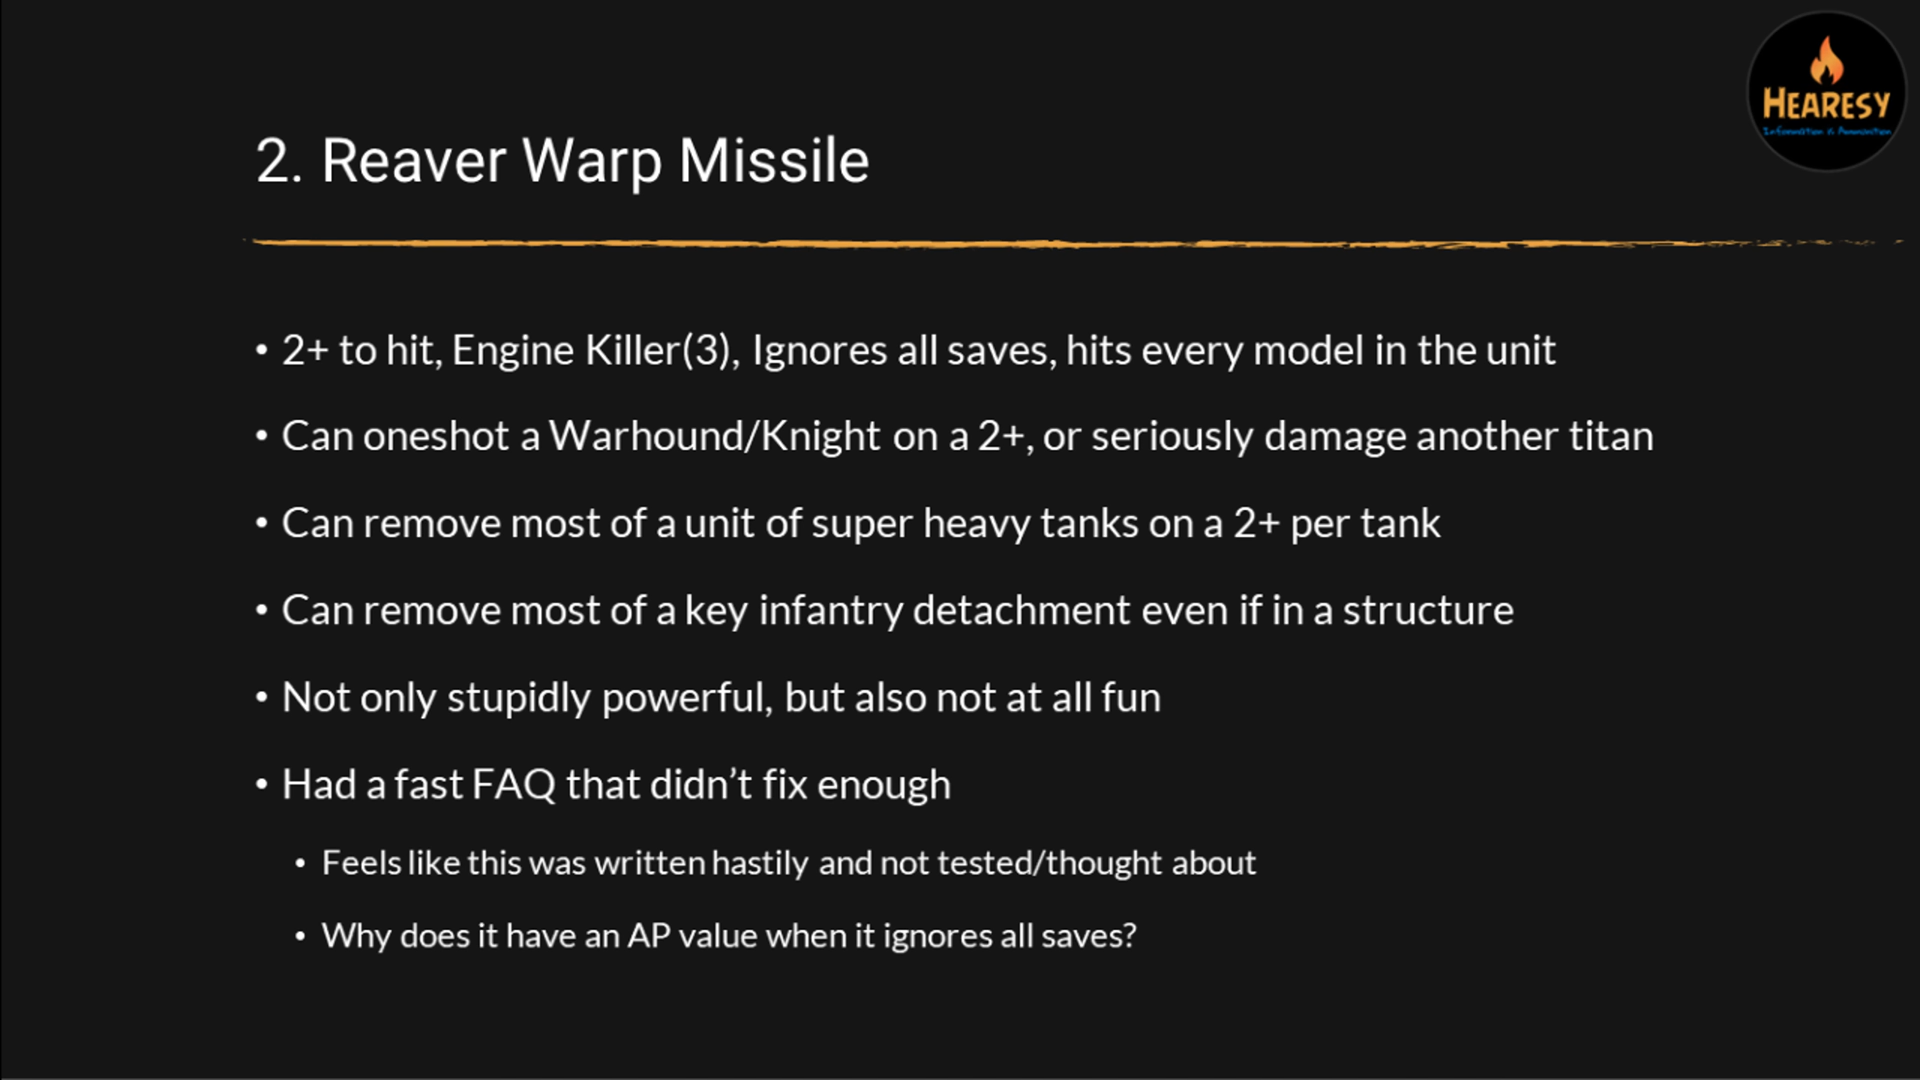 HEARESY
Information & Ammunition
2. Reaver Warp Missile
• 2+ to hit, Engine Killer(3), Ignores all saves, hits every model in the unit
• Can oneshot a Warhound/Knight on a 2+, or seriously damage another titan
• Can remove most of a unit of super heavy tanks on a 2+ per tank
• Can remove most of a key infantry detachment even if in a structure
• Not only stupidly powerful, but also not at all fun
• Had a fast FAQ that didn’t fix enough
• Feels like this was written hastily and not tested/thought about
• Why does it have an AP value when it ignores all saves?